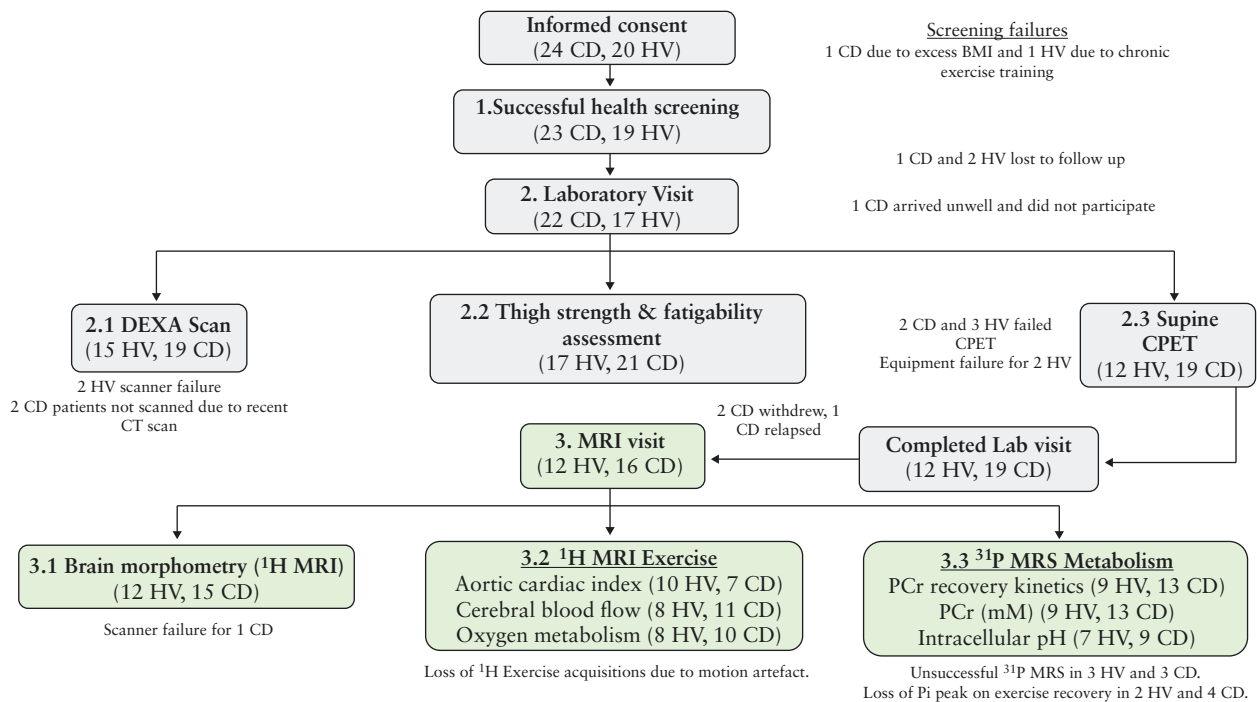 Informed consent
(24 CD, 20 HV)
Screening failures
1 CD due to excess BMI and 1 HV due to chronic
exercise training
1.Successful health screening
(23 CD, 19 HV)
1 CD and 2 HV lost to follow up
2. Laboratory Visit
(22 CD, 17 HV)
1 CD arrived unwell and did not participate
2.1 DEXA Scan
(15 HV, 19 CD)
2 HV scanner failure
2 CD patients not scanned due to recent
CT scan
2.2 Thigh strength & fatigability
assessment
(17 HV, 21 CD)
2 CD and 3 HV failed
CPET
Equipment failure for 2 HV
2.3 Supine
CPET
(12 HV, 19 CD)
2 CD withdrew, 1
CD relapsed
3. MRI visit
(12 HV, 16 CD)
Completed Lab visit
(12 HV, 19 CD)
3.1 Brain morphometry (¹H MRI)
(12 HV, 15 CD)
Scanner failure for 1 CD
3.2 ¹H MRI Exercise
Aortic cardiac index (10 HV, 7 CD)
Cerebral blood flow (8 HV, 11 CD)
Oxygen metabolism (8 HV, 10 CD)
Loss of ¹H Exercise acquisitions due to motion artefact.
3.3 ³¹P MRS Metabolism
PCr recovery kinetics (9 HV, 13 CD)
PCr (mM) (9 HV, 13 CD)
Intracellular pH (7 HV, 9 CD)
Unsuccessful ³¹P MRS in 3 HV and 3 CD.
Loss of Pi peak on exercise recovery in 2 HV and 4 CD.